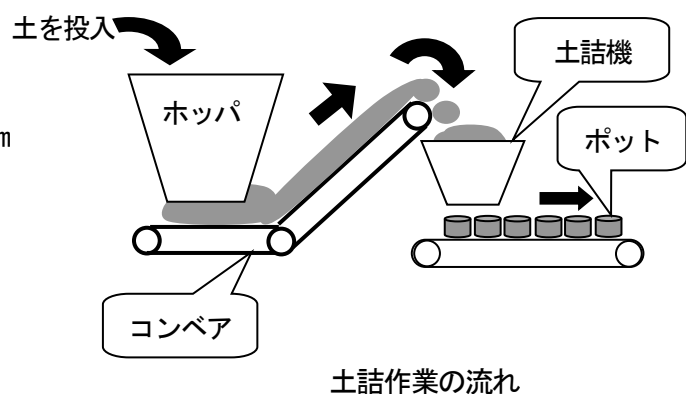 土を投入
土詰機
ホッパ
m
ポット
コンベア
土詰作業の流れ